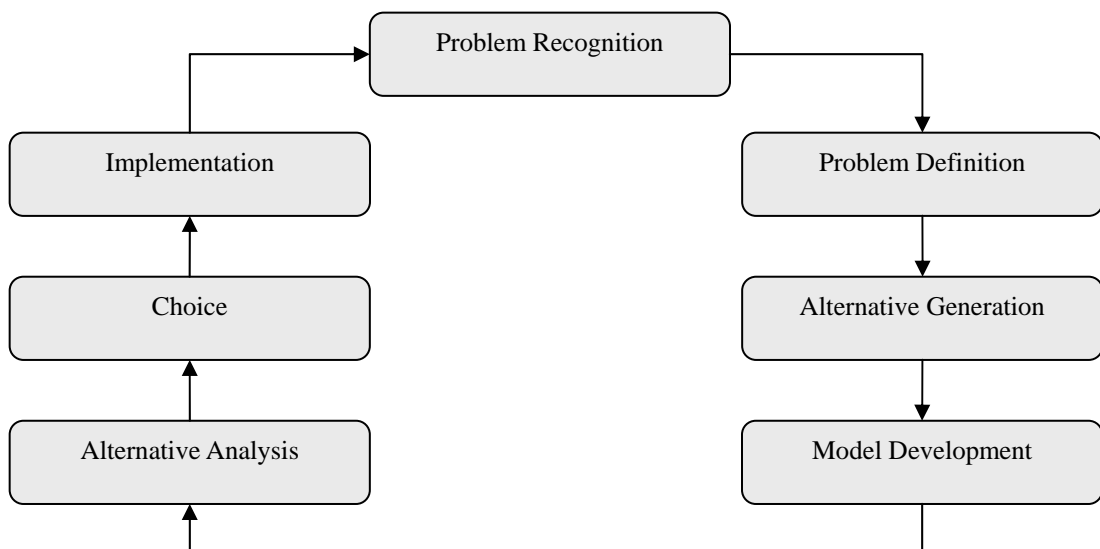 Problem Recognition
Implementation
Problem Definition
Choice
Alternative Generation
Alternative Analysis
Model Development